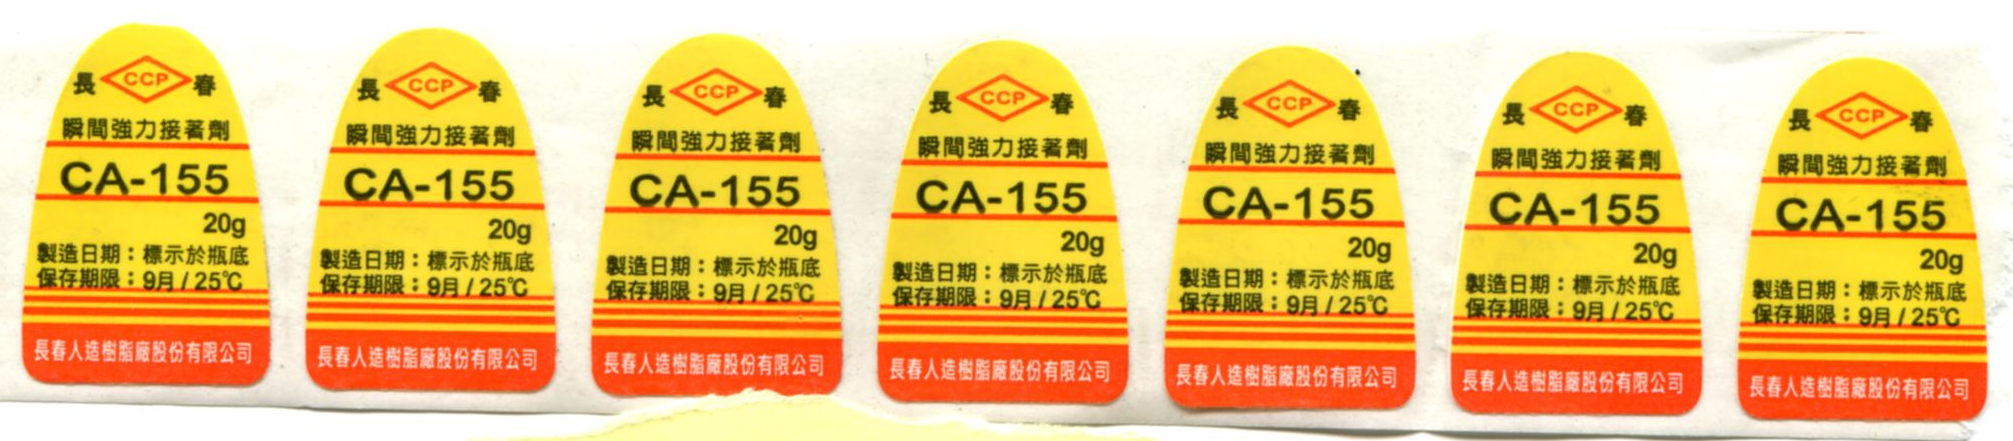 長 CCP 春
瞬間強力接著劑
CA-155
20g
製造日期：標示於瓶底
保存期限：9月/25℃
長春人造樹脂廠股份有限公司
長 CCP 春
瞬間強力接著劑
CA-155
20g
製造日期：標示於瓶底
保存期限：9月/25℃
長春人造樹脂廠股份有限公司
長 CCP 春
瞬間強力接著劑
CA-155
20g
製造日期：標示於瓶底
保存期限：9月/25℃
長春人造樹脂廠股份有限公司
長 CCP 春
瞬間強力接著劑
CA-155
20g
製造日期：標示於瓶底
保存期限：9月/25℃
長春人造樹脂廠股份有限公司
長 CCP 春
瞬間強力接著劑
CA-155
20g
製造日期：標示於瓶底
保存期限：9月/25℃
長春人造樹脂廠股份有限公司
長 CCP 春
瞬間強力接著劑
CA-155
20g
製造日期：標示於瓶底
保存期限：9月/25℃
長春人造樹脂廠股份有限公司
長 CCP 春
瞬間強力接著劑
CA-155
20g
製造日期：標示於瓶底
保存期限：9月/25℃
長春人造樹脂廠股份有限公司